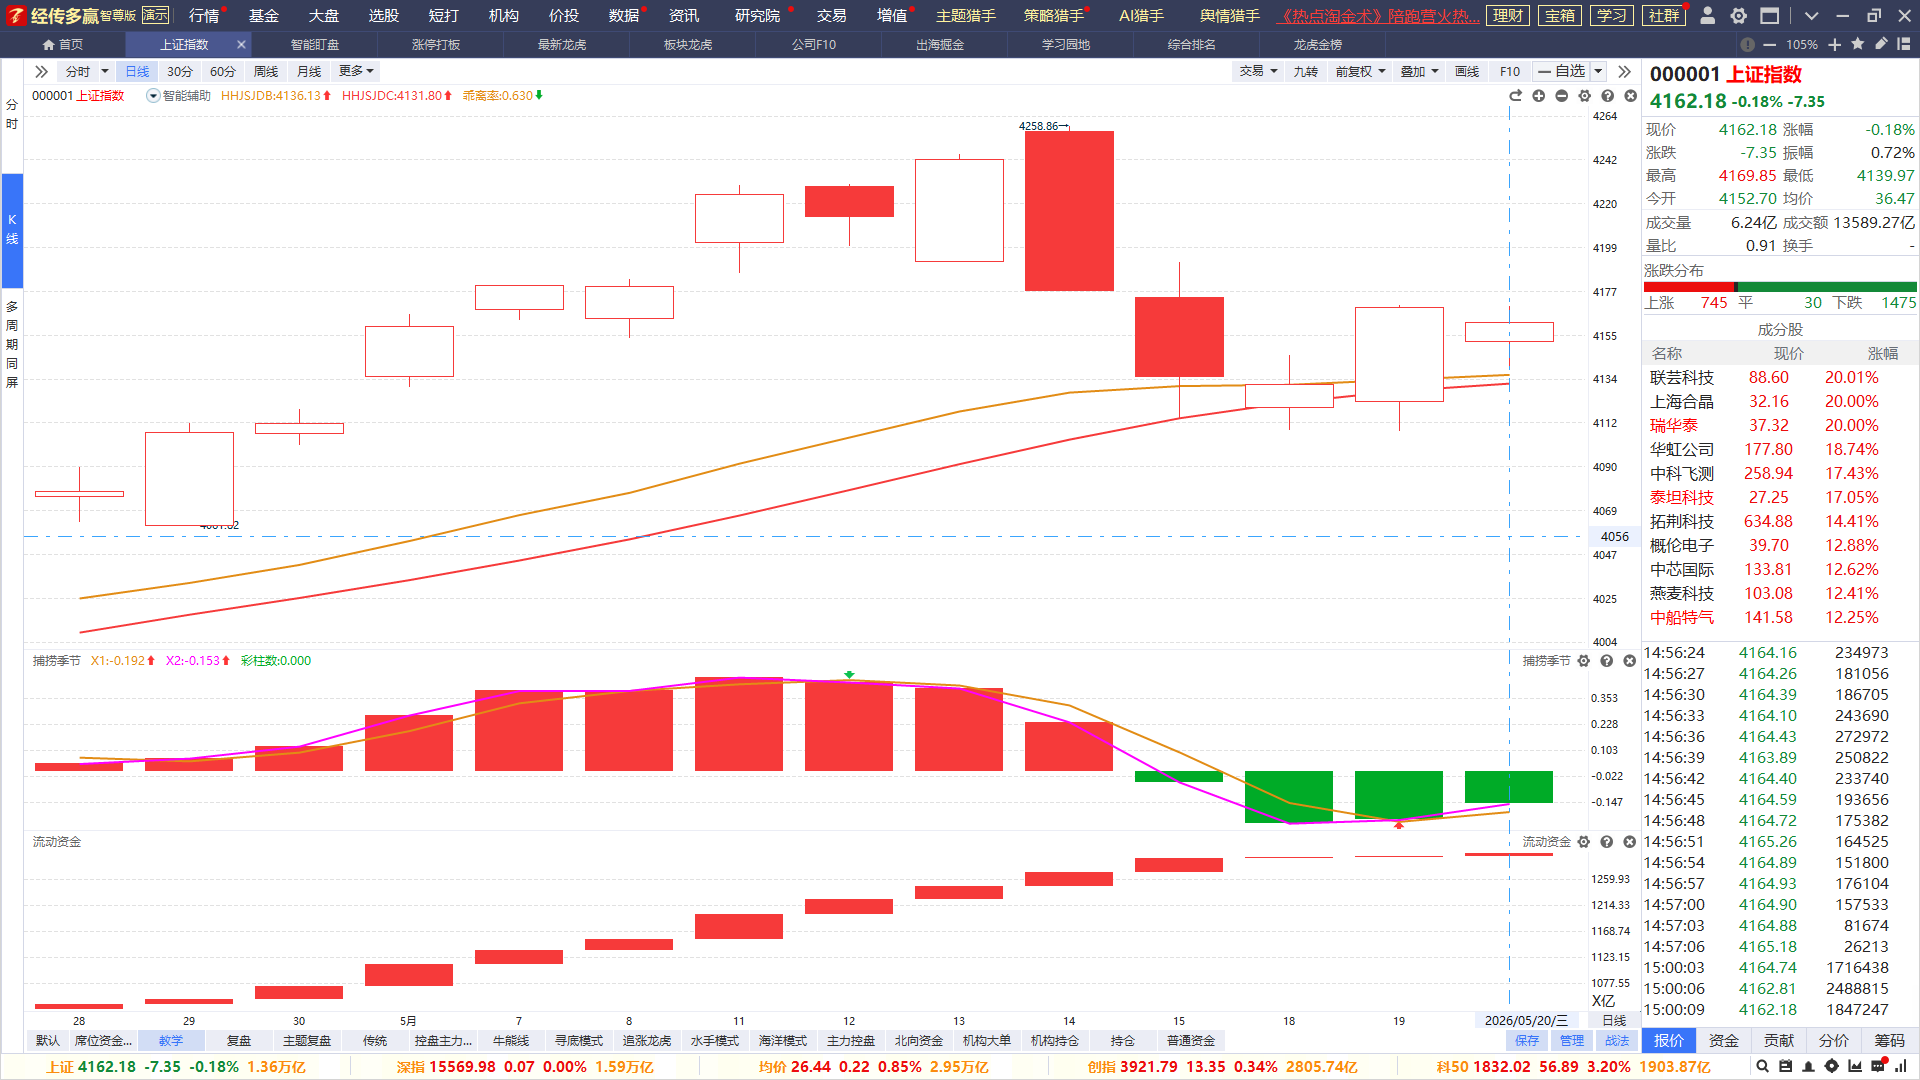 经传多赢 智尊版 演示 行情 基金 大盘 选股 短打 机构 价投 数据 资讯 研究院 交易 增值 主题猎手 策略猎手 AI猎手 舆情猎手 《热点淘金术》陪跑营火热... 理财 宝箱 学习 社群
首页 上证指数 智能盯盘 涨停打板 最新龙虎 板块龙虎 公司F10 出海掘金 学习园地 综合排名 龙虎金榜 105%
分时 日线 30分 60分 周线 月线 更多 交易 九转 前复权 叠加 画线 F10 自选
000001 上证指数
4162.18 -0.18% -7.35
000001 上证指数 智能辅助 HHJSJDB:4136.13 HHJSJDC:4131.80 乖离率:0.630
分时
K线
多周期同屏
4258.86
4264
4242
4220
4199
4177
4155
4134
4112
4090
4069
4056
4047
4025
4004
现价 4162.18 涨幅 -0.18%
涨跌 -7.35 振幅 0.72%
最高 4169.85 最低 4139.97
今开 4152.70 均价 36.47
成交量 6.24亿 成交额 13589.27亿
量比 0.91 换手 -
涨跌分布
上涨 745 平 30 下跌 1475
成分股
名称 现价 涨幅
联芸科技 88.60 20.01%
上海合晶 32.16 20.00%
瑞华泰 37.32 20.00%
华虹公司 177.80 18.74%
中科飞测 258.94 17.43%
泰坦科技 27.25 17.05%
拓荆科技 634.88 14.41%
概伦电子 39.70 12.88%
中芯国际 133.81 12.62%
燕麦科技 103.08 12.41%
中船特气 141.58 12.25%
捕捞季节 X1:-0.192 X2:-0.153 彩柱数:0.000 捕捞季节
0.353
0.228
0.103
-0.022
-0.147
流动资金 流动资金
1259.93
1214.33
1168.74
1123.15
1077.55
X亿
14:56:24 4164.16 234973
14:56:27 4164.26 181056
14:56:30 4164.39 186705
14:56:33 4164.10 243690
14:56:36 4164.43 272972
14:56:39 4163.89 250822
14:56:42 4164.40 233740
14:56:45 4164.59 193656
14:56:48 4164.72 175382
14:56:51 4165.26 164525
14:56:54 4164.89 151800
14:56:57 4164.93 176104
14:57:00 4164.90 157533
14:57:03 4164.88 81674
14:57:06 4165.18 26213
15:00:03 4164.74 1716438
15:00:06 4162.81 2488815
15:00:09 4162.18 1847247
28 29 30 5月 7 8 11 12 13 14 15 18 19 2026/05/20/三 日线
默认 席位资金... 教学 复盘 主题复盘 传统 控盘主力... 牛能线 寻底模式 追涨龙虎 水手模式 海洋模式 主力控盘 北向资金 机构大单 机构持仓 持仓 普通资金 保存 管理 战法 报价 资金 贡献 分价 筹码
上证 4162.18 -7.35 -0.18% 1.36万亿 深指 15569.98 0.07 0.00% 1.59万亿 均价 26.44 0.22 0.85% 2.95万亿 创指 3921.79 13.35 0.34% 2805.74亿 科50 1832.02 56.89 3.20% 1903.87亿